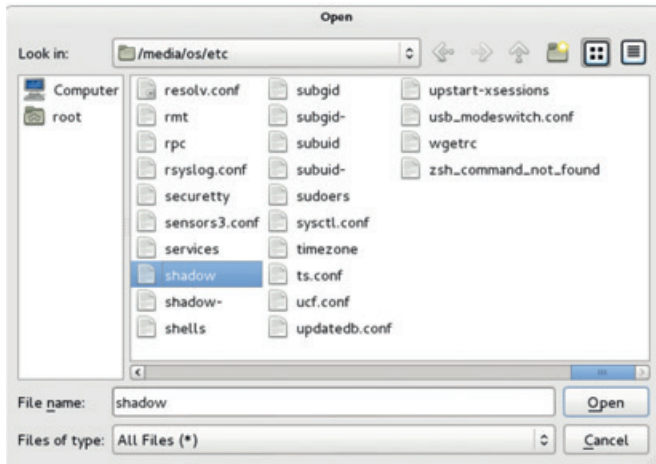 Open
Look in: /media/os/etc
Computer
root
resolv.conf
rmt
rpc
rsyslog.conf
securetty
sensors3.conf
services
shadow
shadow-
shells
subgid
subgid-
subuid
subuid-
sudoers
sysctl.conf
timezone
ts.conf
ucf.conf
updatedb.conf
upstart-xsessions
usb_modeswitch.conf
wgetrc
zsh_command_not_found
File name: shadow Open
Files of type: All Files (*) Cancel